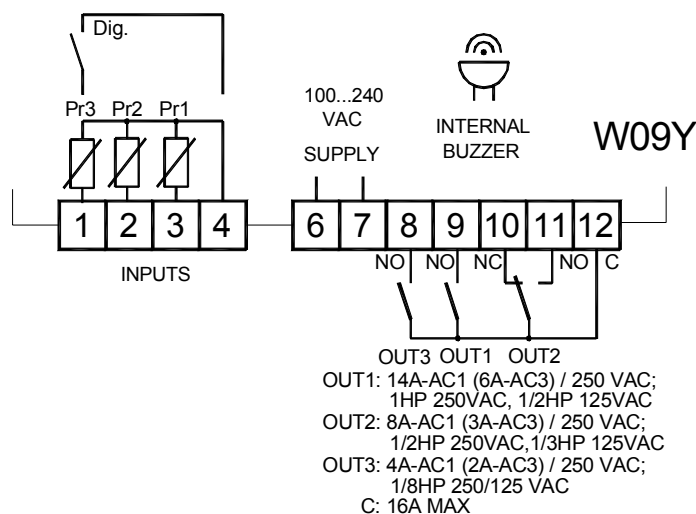 Dig.
Pr3 Pr2 Pr1
100...240
VAC
SUPPLY
INTERNAL
BUZZER
W09Y
1 2 3 4 6 7 8 9 10 11 12
INPUTS
NO NO NC NO C
OUT3 OUT1 OUT2
OUT1: 14A-AC1 (6A-AC3) / 250 VAC;
1HP 250VAC, 1/2HP 125VAC
OUT2: 8A-AC1 (3A-AC3) / 250 VAC;
1/2HP 250VAC,1/3HP 125VAC
OUT3: 4A-AC1 (2A-AC3) / 250 VAC;
1/8HP 250/125 VAC
C: 16A MAX